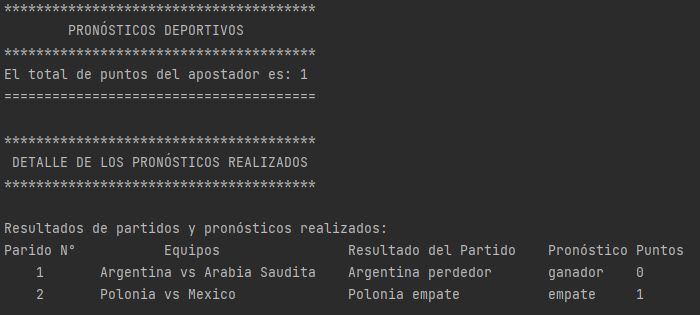 ***************************************
PRONÓSTICOS DEPORTIVOS
***************************************
El total de puntos del apostador es: 1
=======================================
***************************************
DETALLE DE LOS PRONÓSTICOS REALIZADOS
***************************************
Resultados de partidos y pronósticos realizados:
Parido N° Equipos Resultado del Partido Pronóstico Puntos
1 Argentina vs Arabia Saudita Argentina perdedor ganador 0
2 Polonia vs Mexico Polonia empate empate 1